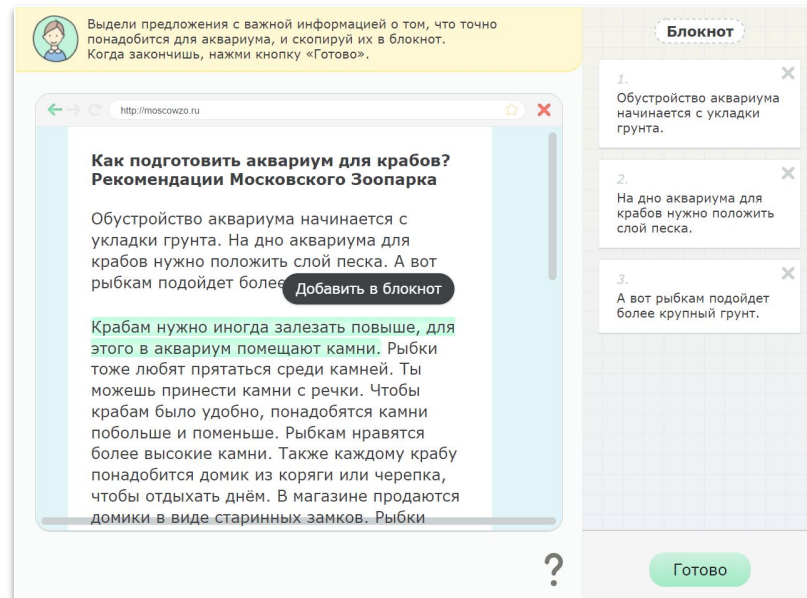 Выдели предложения с важной информацией о том, что точно
понадобится для аквариума, и скопируй их в блокнот.
Когда закончишь, нажми кнопку «Готово».
http://moscowzo.ru
Как подготовить аквариум для крабов?
Рекомендации Московского Зоопарка
Обустройство аквариума начинается с
укладки грунта. На дно аквариума для
крабов нужно положить слой песка. А вот
рыбкам подойдет более
Добавить в блокнот
Крабам нужно иногда залезать повыше, для
этого в аквариум помещают камни. Рыбки
тоже любят прятаться среди камней. Ты
можешь принести камни с речки. Чтобы
крабам было удобно, понадобятся камни
побольше и поменьше. Рыбкам нравятся
более высокие камни. Также каждому крабу
понадобится домик из коряги или черепка,
чтобы отдыхать днём. В магазине продаются
домики в виде старинных замков. Рыбки
?
Блокнот
1.
Обустройство аквариума
начинается с укладки
грунта.
2.
На дно аквариума для
крабов нужно положить
слой песка.
3.
А вот рыбкам подойдет
более крупный грунт.
Готово